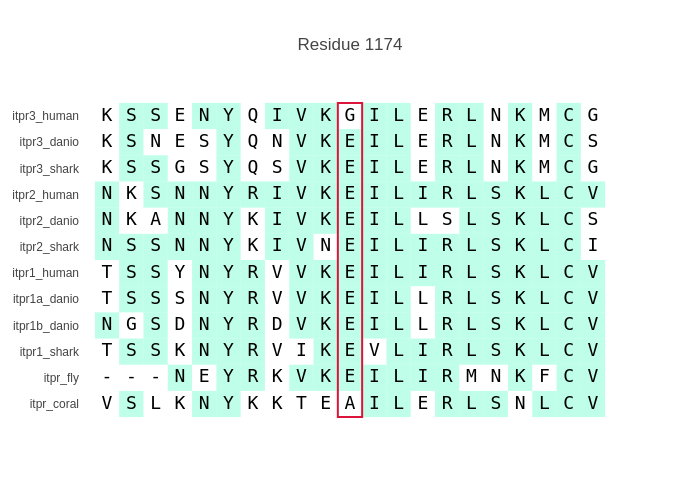 Residue 1174
itpr3_human K S S E N Y Q I V K G I L E R L N K M C G
itpr3_danio K S N E S Y Q N V K E I L E R L N K M C S
itpr3_shark K S S G S Y Q S V K E I L E R L N K M C G
itpr2_human N K S N N Y R I V K E I L I R L S K L C V
itpr2_danio N K A N N Y K I V K E I L L S L S K L C S
itpr2_shark N S S N N Y K I V N E I L I R L S K L C I
itpr1_human T S S Y N Y R V V K E I L I R L S K L C V
itpr1a_danio T S S S N Y R V V K E I L L R L S K L C V
itpr1b_danio N G S D N Y R D V K E I L L R L S K L C V
itpr1_shark T S S K N Y R V I K E V L I R L S K L C V
itpr_fly - - - N E Y R K V K E I L I R M N K F C V
itpr_coral V S L K N Y K K T E A I L E R L S N L C V